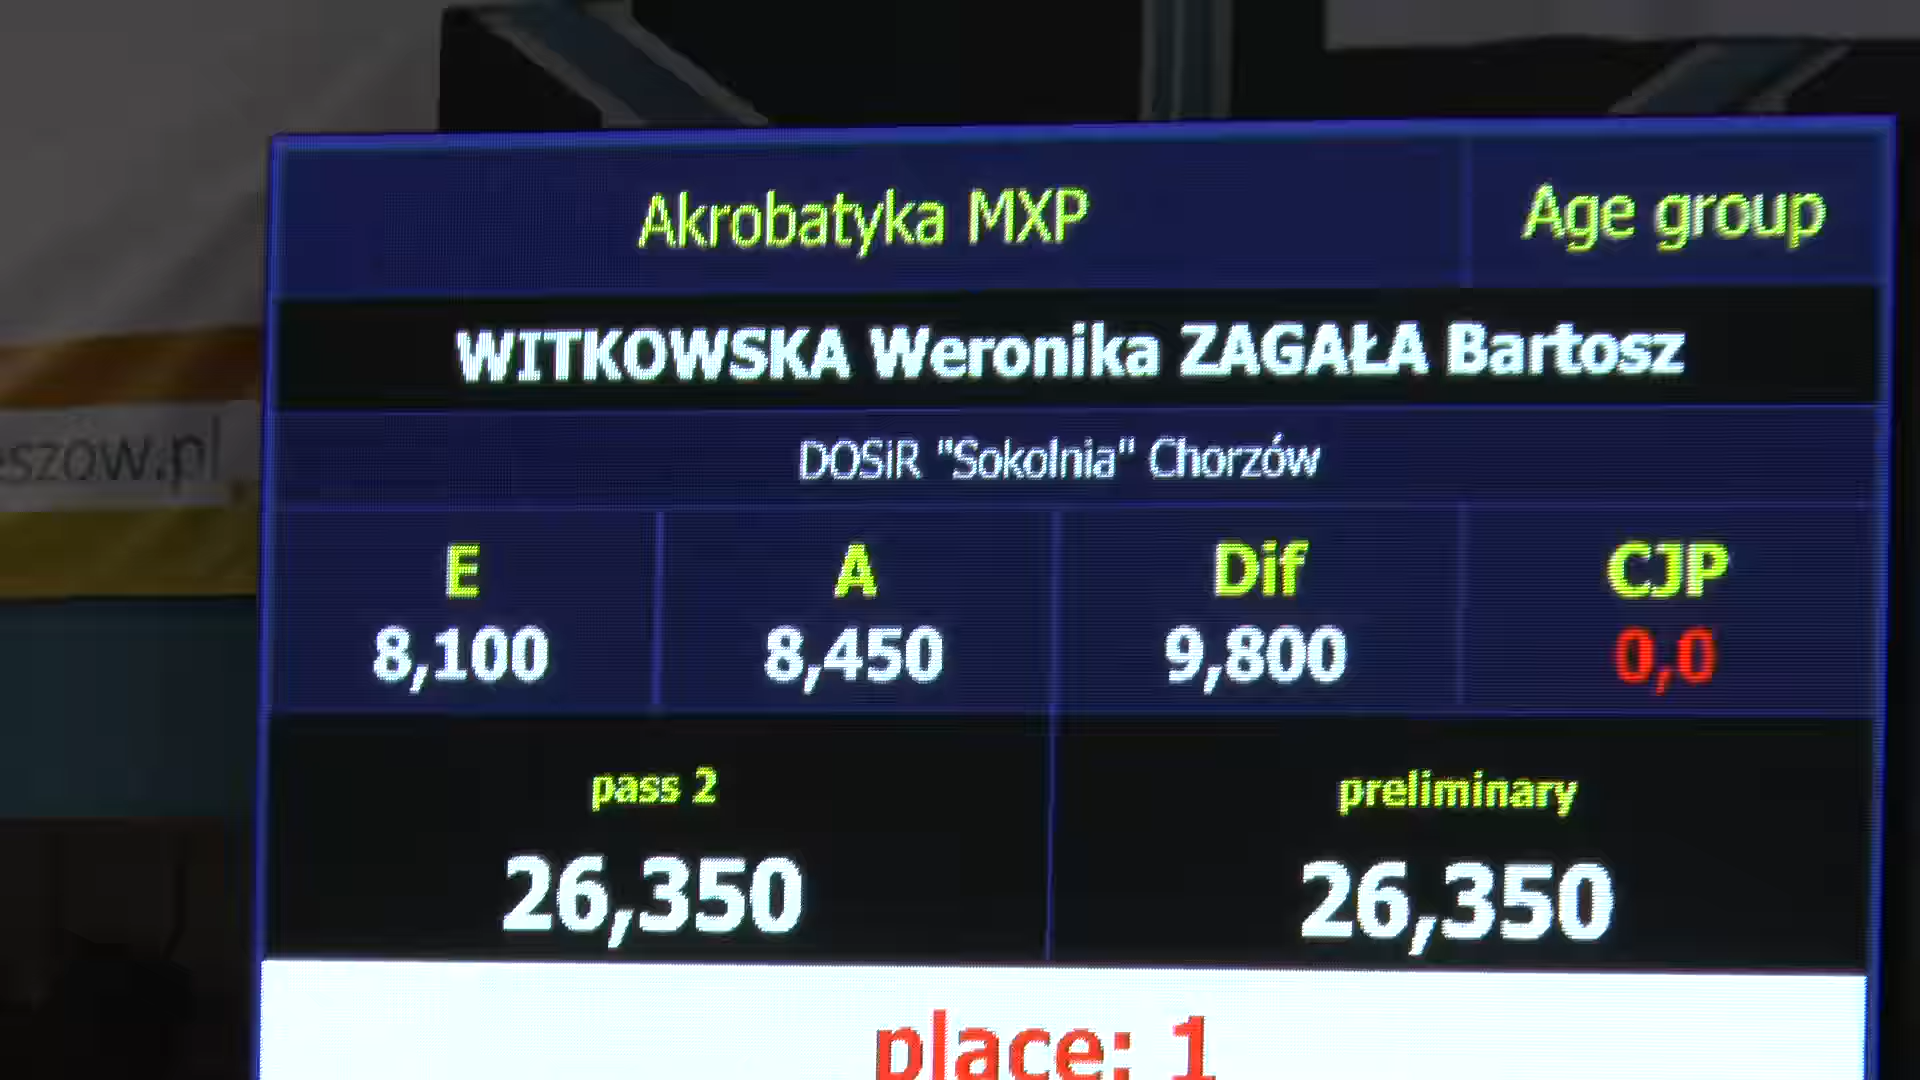 Akrobatyka MXP Age group
WITKOWSKA Weronika ZAGAŁA Bartosz
DOSiR "Sokolnia" Chorzów
eszow.pl
E A Dif CJP
8,100 8,450 9,800 0,0
pass 2 preliminary
26,350 26,350
place: 1